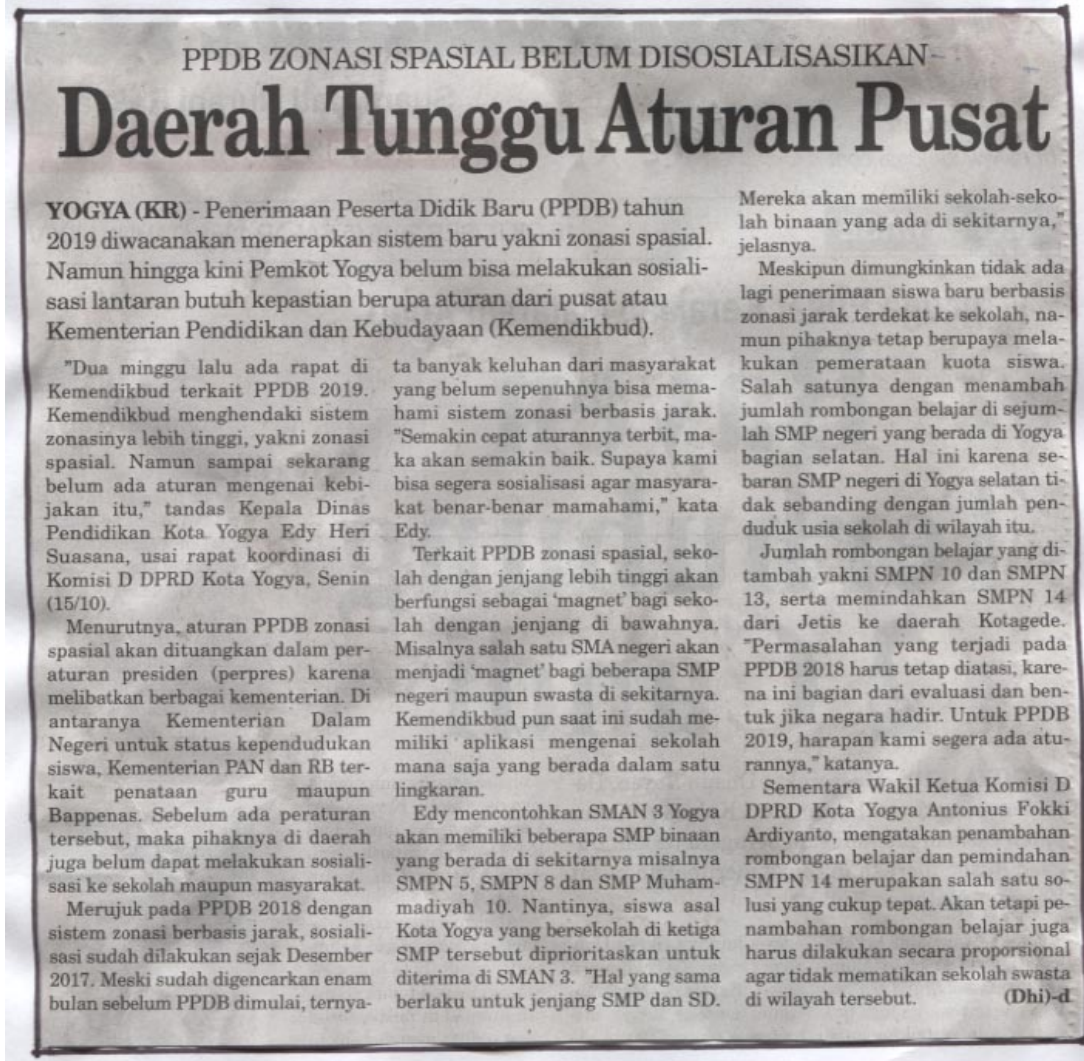 PPDB ZONASI SPASIAL BELUM DISOSIALISASIKAN
Daerah Tunggu Aturan Pusat
YOGYA (KR) - Penerimaan Peserta Didik Baru (PPDB) tahun
2019 diwacanakan menerapkan sistem baru yakni zonasi spasial.
Namun hingga kini Pemkot Yogya belum bisa melakukan sosiali-
sasi lantaran butuh kepastian berupa aturan dari pusat atau
Kementerian Pendidikan dan Kebudayaan (Kemendikbud).
"Dua minggu lalu ada rapat di
Kemendikbud terkait PPDB 2019.
Kemendikbud menghendaki sistem
zonasinya lebih tinggi, yakni zonasi
spasial. Namun sampai sekarang
belum ada aturan mengenai kebi-
jakan itu," tandas Kepala Dinas
Pendidikan Kota Yogya Edy Heri
Suasana, usai rapat koordinasi di
Komisi D DPRD Kota Yogya, Senin
(15/10).
Menurutnya, aturan PPDB zonasi
spasial akan dituangkan dalam per-
aturan presiden (perpres) karena
melibatkan berbagai kementerian. Di
antaranya Kementerian Dalam
Negeri untuk status kependudukan
siswa, Kementerian PAN dan RB ter-
kait penataan guru maupun
Bappenas. Sebelum ada peraturan
tersebut, maka pihaknya di daerah
juga belum dapat melakukan sosiali-
sasi ke sekolah maupun masyarakat.
Merujuk pada PPDB 2018 dengan
sistem zonasi berbasis jarak, sosiali-
sasi sudah dilakukan sejak Desember
2017. Meski sudah digencarkan enam
bulan sebelum PPDB dimulai, ternya-
ta banyak keluhan dari masyarakat
yang belum sepenuhnya bisa mema-
hami sistem zonasi berbasis jarak.
"Semakin cepat aturannya terbit, ma-
ka akan semakin baik. Supaya kami
bisa segera sosialisasi agar masyara-
kat benar-benar mamahami," kata
Edy.
Terkait PPDB zonasi spasial, seko-
lah dengan jenjang lebih tinggi akan
berfungsi sebagai 'magnet' bagi seko-
lah dengan jenjang di bawahnya.
Misalnya salah satu SMA negeri akan
menjadi 'magnet' bagi beberapa SMP
negeri maupun swasta di sekitarnya.
Kemendikbud pun saat ini sudah me-
miliki aplikasi mengenai sekolah
mana saja yang berada dalam satu
lingkaran.
Edy mencontohkan SMAN 3 Yogya
akan memiliki beberapa SMP binaan
yang berada di sekitarnya misalnya
SMPN 5, SMPN 8 dan SMP Muham-
madiyah 10. Nantinya, siswa asal
Kota Yogya yang bersekolah di ketiga
SMP tersebut diprioritaskan untuk
diterima di SMAN 3. "Hal yang sama
berlaku untuk jenjang SMP dan SD.
Mereka akan memiliki sekolah-seko-
lah binaan yang ada di sekitarnya,"
jelasnya.
Meskipun dimungkinkan tidak ada
lagi penerimaan siswa baru berbasis
zonasi jarak terdekat ke sekolah, na-
mun pihaknya tetap berupaya mela-
kukan pemerataan kuota siswa.
Salah satunya dengan menambah
jumlah rombongan belajar di sejum-
lah SMP negeri yang berada di Yogya
bagian selatan. Hal ini karena se-
baran SMP negeri di Yogya selatan ti-
dak sebanding dengan jumlah pen-
duduk usia sekolah di wilayah itu.
Jumlah rombongan belajar yang di-
tambah yakni SMPN 10 dan SMPN
13, serta memindahkan SMPN 14
dari Jetis ke daerah Kotagede.
"Permasalahan yang terjadi pada
PPDB 2018 harus tetap diatasi, kare-
na ini bagian dari evaluasi dan ben-
tuk jika negara hadir. Untuk PPDB
2019, harapan kami segera ada atu-
rannya," katanya.
Sementara Wakil Ketua Komisi D
DPRD Kota Yogya Antonius Fokki
Ardiyanto, mengatakan penambahan
rombongan belajar dan pemindahan
SMPN 14 merupakan salah satu so-
lusi yang cukup tepat. Akan tetapi pe-
nambahan rombongan belajar juga
harus dilakukan secara proporsional
agar tidak mematikan sekolah swasta
di wilayah tersebut. (Dhi)-d